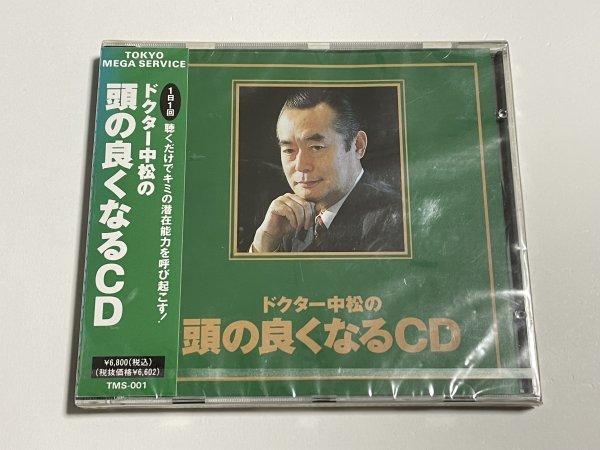 TOKYO
MEGA SERVICE
1日1回
聴くだけでキミの潜在能力を呼び起こす!
ドクター中松の
頭の良くなるCD
¥6,800(税込)
(税抜価格¥6,602)
TMS-001
ドクター中松の
頭の良くなるCD